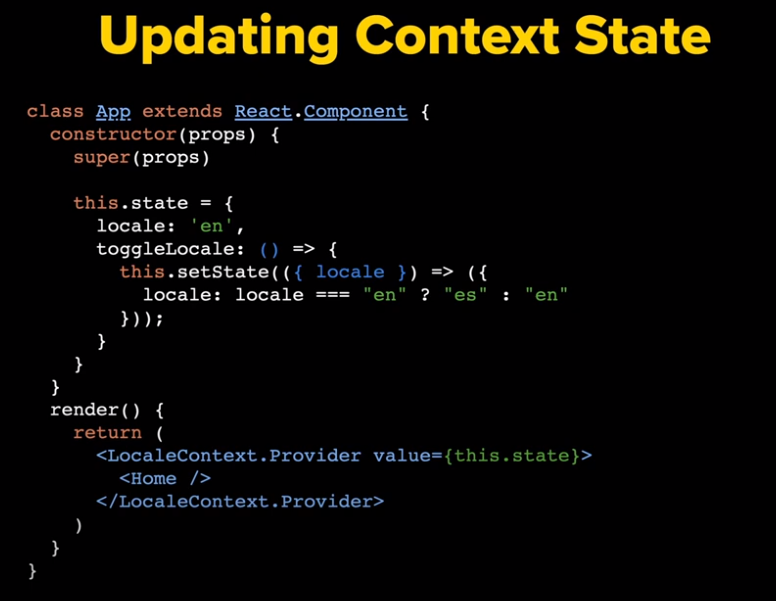 Updating Context State
class App extends React.Component {
  constructor(props) {
    super(props)

    this.state = {
      locale: 'en',
      toggleLocale: () => {
        this.setState(({ locale }) => ({
          locale: locale === "en" ? "es" : "en"
        }));
      }
    }
  }
  render() {
    return (
      <LocaleContext.Provider value={this.state}>
        <Home />
      </LocaleContext.Provider>
    )
  }
}